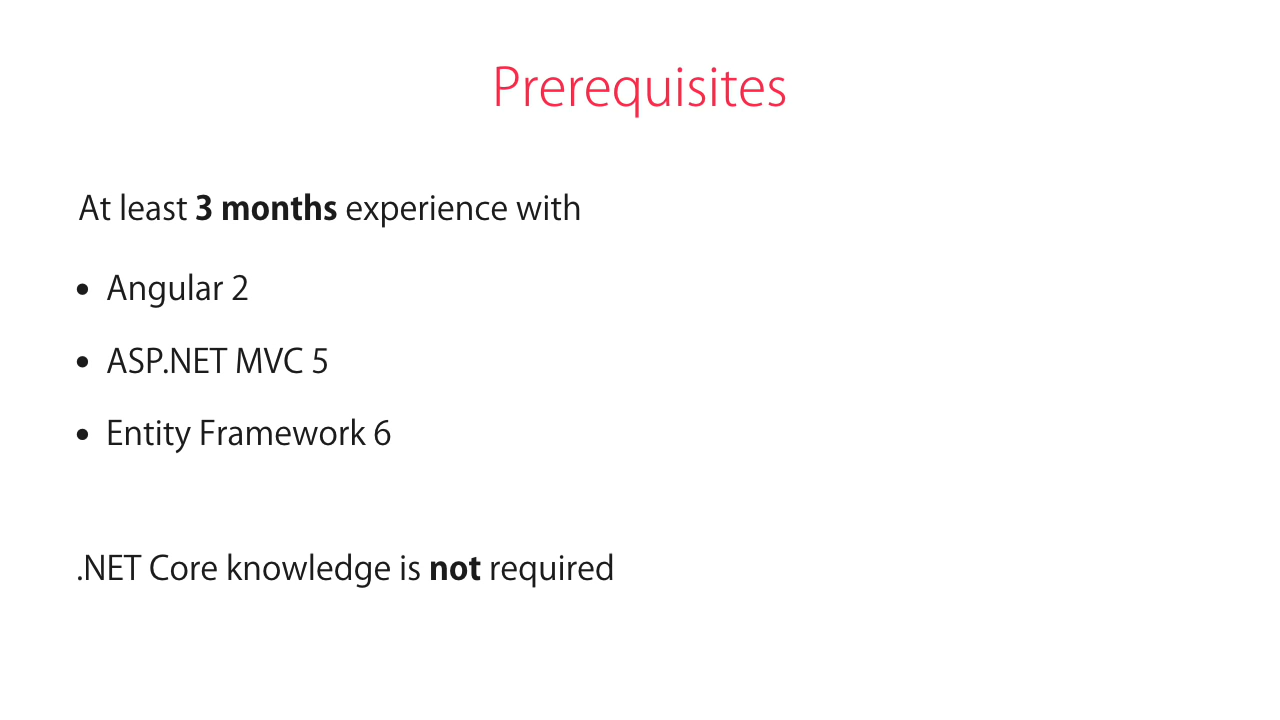 Prerequisites
At least 3 months experience with
• Angular 2
• ASP.NET MVC 5
• Entity Framework 6
.NET Core knowledge is not required